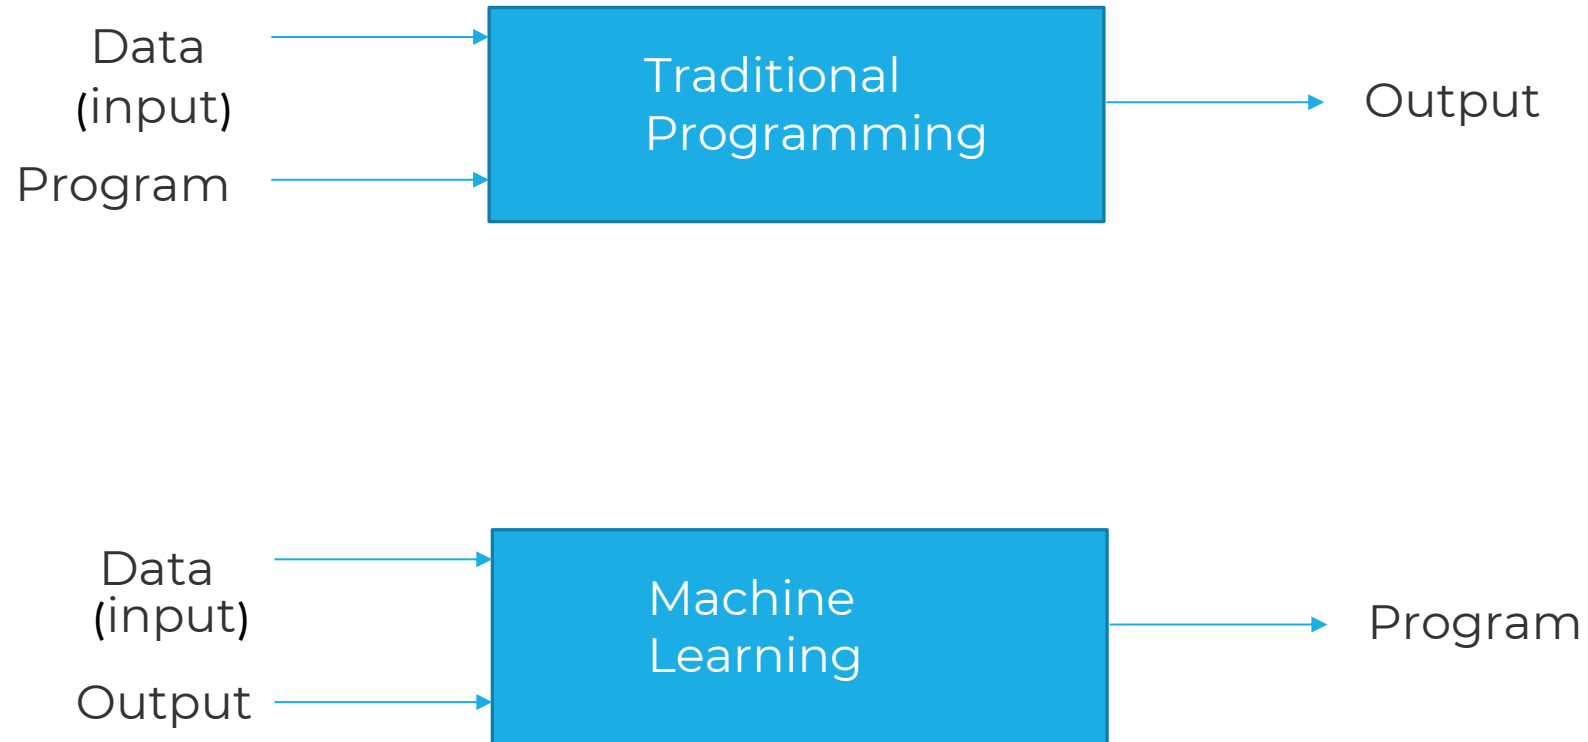 Data
(input)
Program
Traditional
Programming
Output
Data
(input)
Output
Machine
Learning
Program